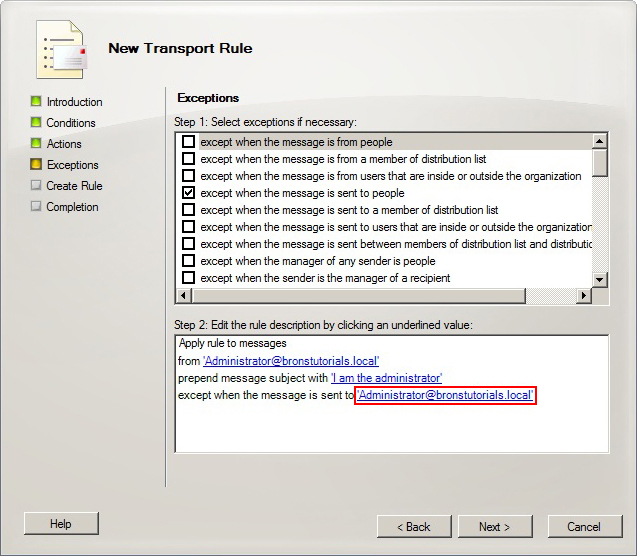 New Transport Rule
Introduction
Conditions
Actions
Exceptions
Create Rule
Completion
Exceptions
Step 1: Select exceptions if necessary:
except when the message is from people
except when the message is from a member of distribution list
except when the message is from users that are inside or outside the organization
except when the message is sent to people
except when the message is sent to a member of distribution list
except when the message is sent to users that are inside or outside the organization
except when the message is sent between members of distribution list and distributio
except when the manager of any sender is people
except when the sender is the manager of a recipient
Step 2: Edit the rule description by clicking an underlined value:
Apply rule to messages
from 'Administrator@bronstutorials.local'
prepend message subject with 'I am the administrator'
except when the message is sent to 'Administrator@bronstutorials.local'
Help
< Back
Next >
Cancel